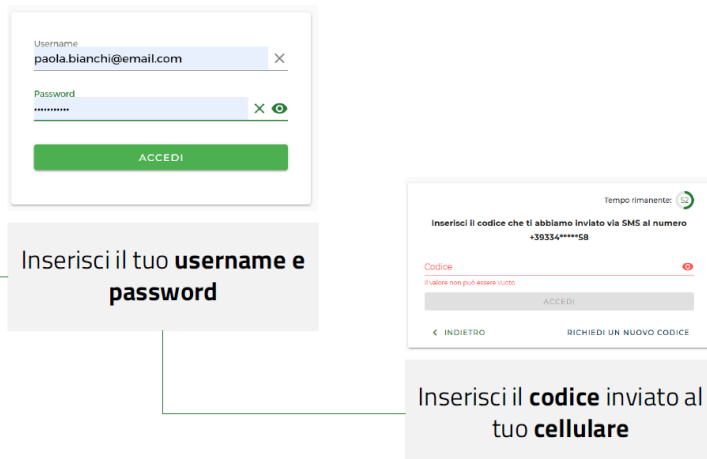 Username
paola.bianchi@email.com
Password
•••••••••••
ACCEDI
Inserisci il tuo username e
password
Tempo rimanente: 52
Inserisci il codice che ti abbiamo inviato via SMS al numero
+39334*****58
Codice
Il valore non può essere vuoto
ACCEDI
INDIETRO RICHIEDI UN NUOVO CODICE
Inserisci il codice inviato al
tuo cellulare